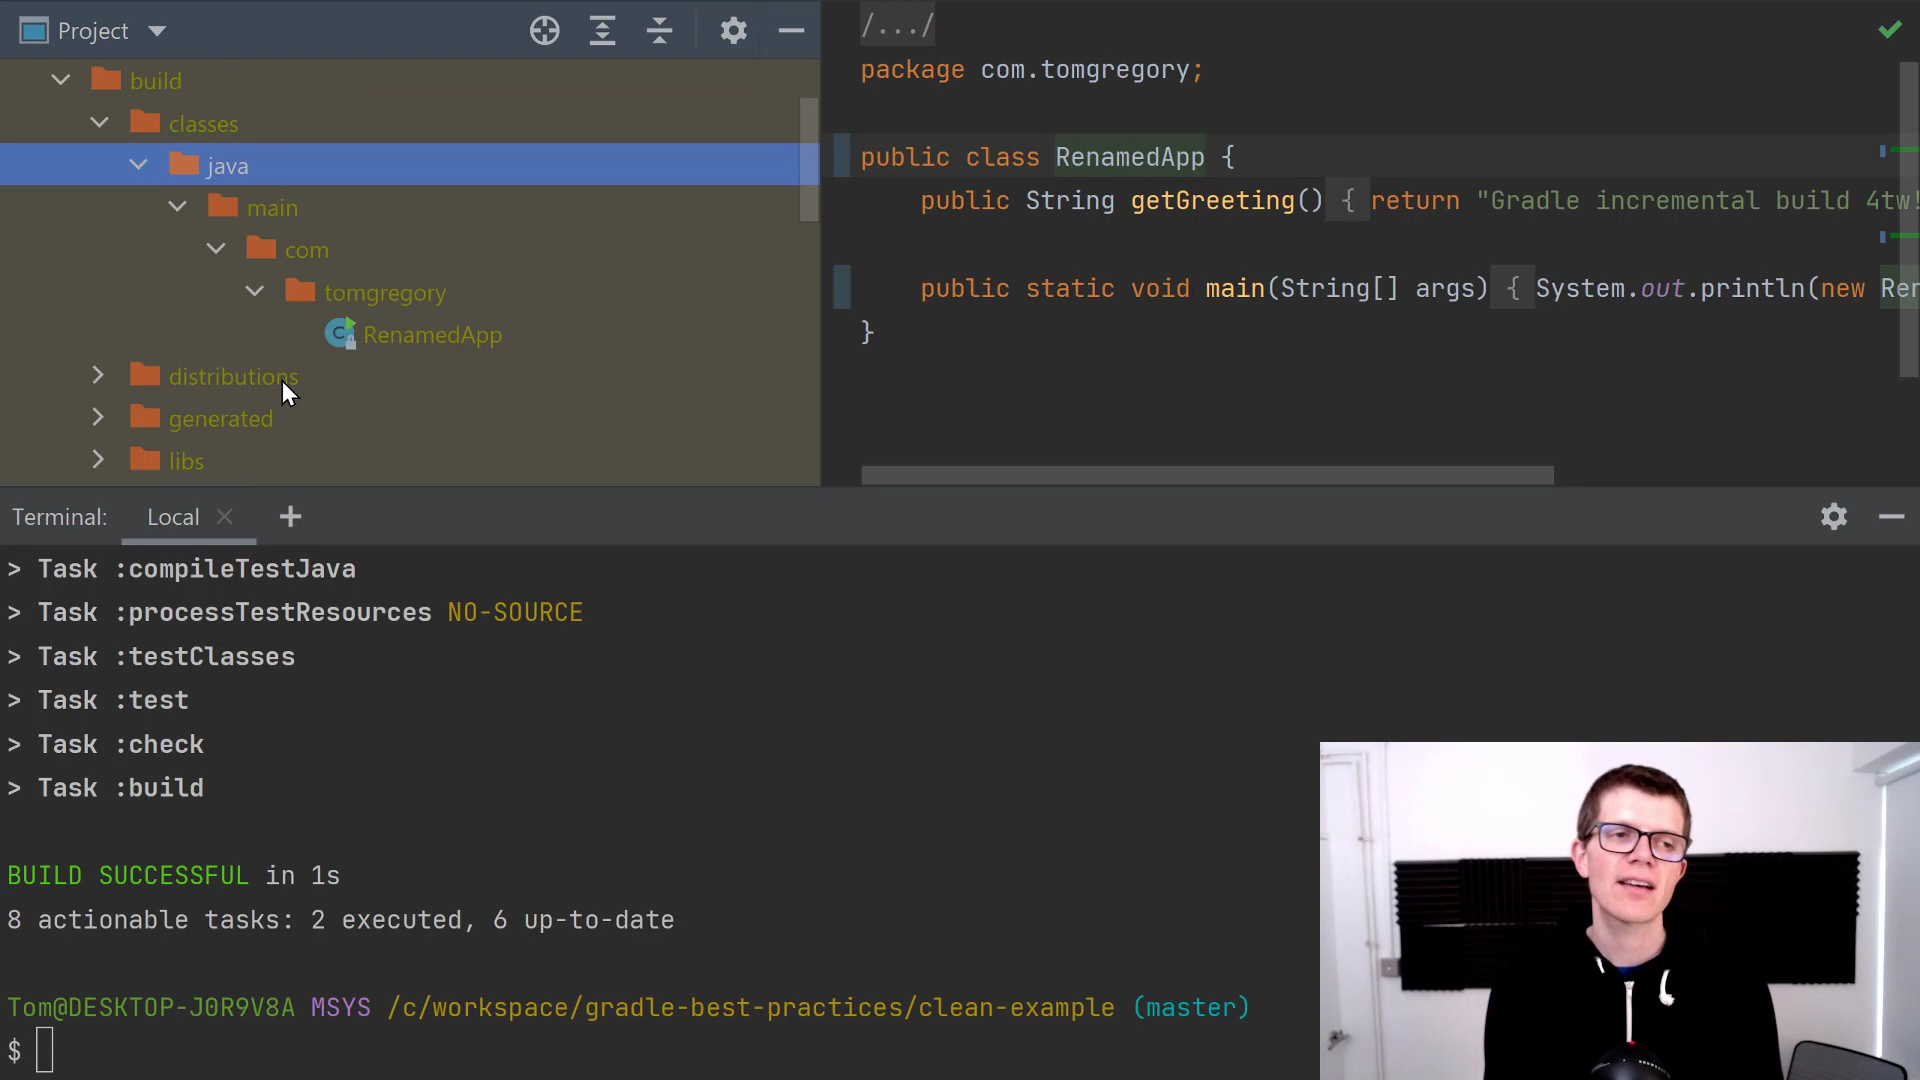 Project
build
classes
java
main
com
tomgregory
C RenamedApp
distributions
generated
libs
/.../
package com.tomgregory;
public class RenamedApp {
public String getGreeting() { return "Gradle incremental build 4tw!
public static void main(String[] args) { System.out.println(new Ren
}
Terminal: Local
> Task :compileTestJava
> Task :processTestResources NO-SOURCE
> Task :testClasses
> Task :test
> Task :check
> Task :build
BUILD SUCCESSFUL in 1s
8 actionable tasks: 2 executed, 6 up-to-date
Tom@DESKTOP-J0R9V8A MSYS /c/workspace/gradle-best-practices/clean-example (master)
$